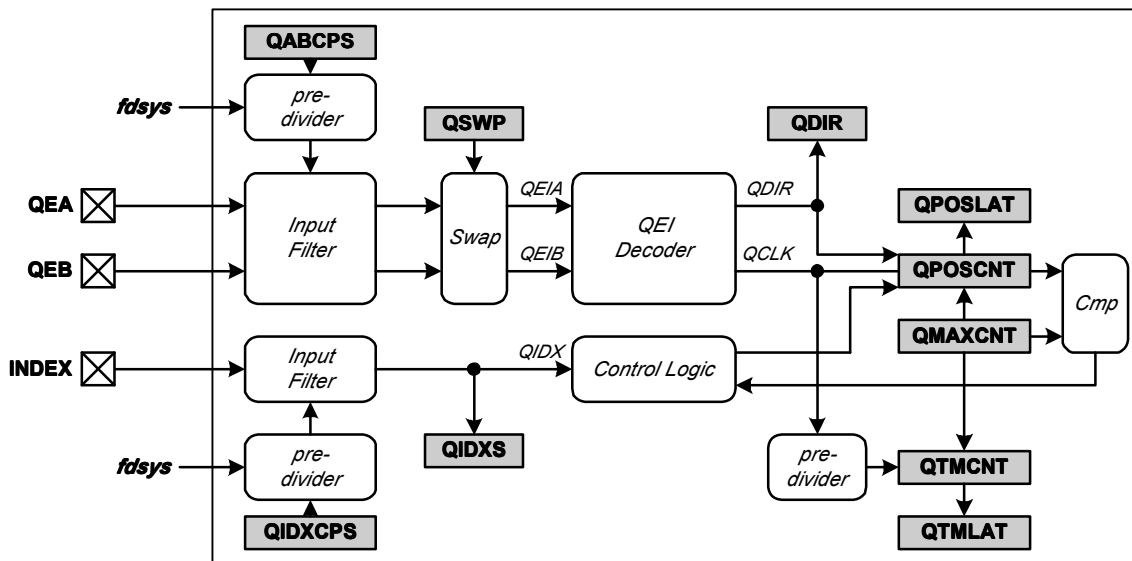 QABCPS
fdsys
pre-
divider
QSWP
QDIR
QEA
QEB
Input
Filter
Swap
QEIA
QEIB
QEI
Decoder
QDIR
QCLK
QPOSLAT
QPOSCNT
QMAXCNT
Cmp
INDEX
Input
Filter
QIDX
Control Logic
QIDXS
fdsys
pre-
divider
QIDXCPS
pre-
divider
QTMCNT
QTMLAT